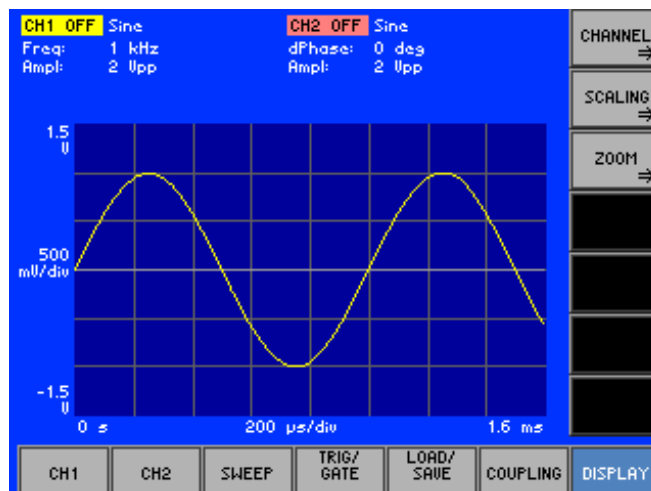 CH1 OFF Sine
Freq: 1 kHz
Ampl: 2 Vpp
CH2 OFF Sine
dPhase: 0 deg
Ampl: 2 Vpp
CHANNEL
SCALING
ZOOM
1.5
V
500
mV/div
-1.5
V
0 s
200 µs/div
1.6 ms
CH1
CH2
SWEEP
TRIG/
GATE
LOAD/
SAVE
COUPLING
DISPLAY